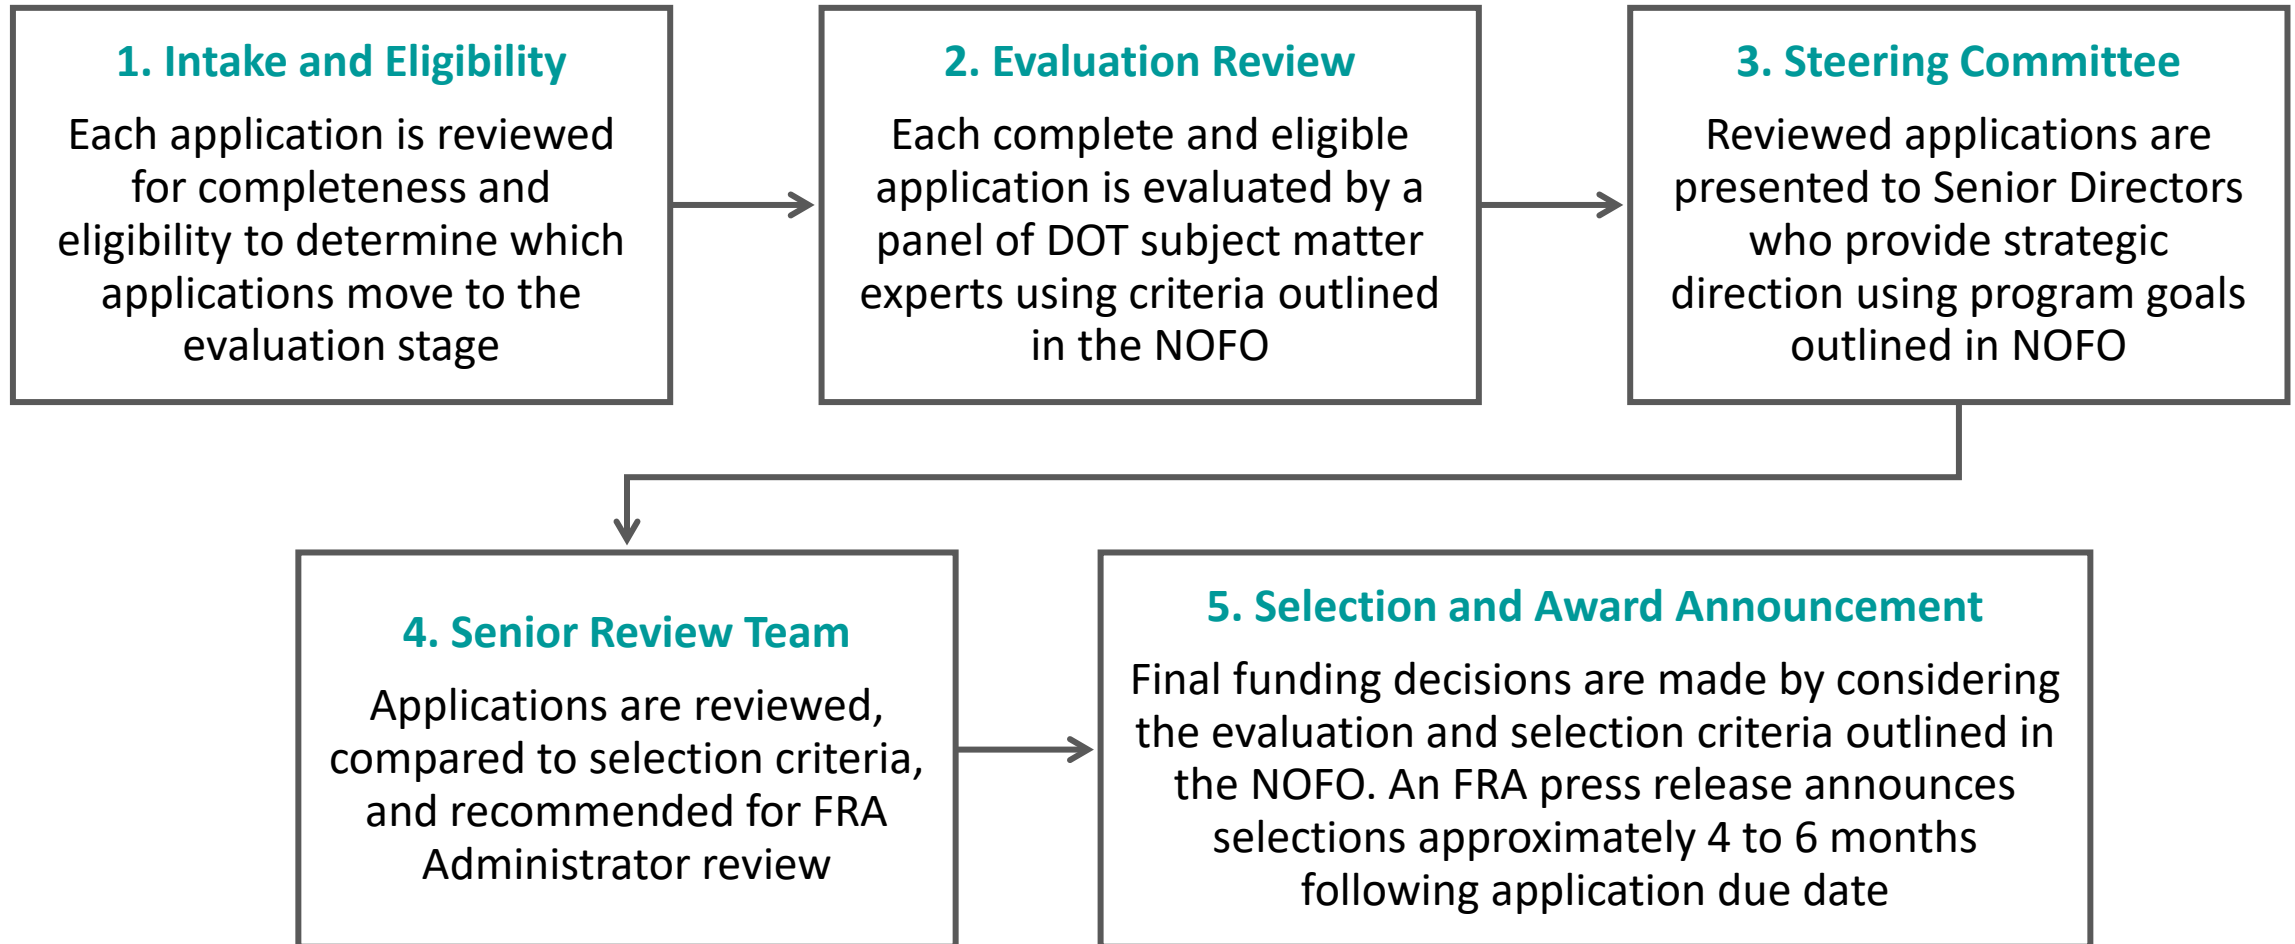 1. Intake and Eligibility
Each application is reviewed
for completeness and
eligibility to determine which
applications move to the
evaluation stage
2. Evaluation Review
Each complete and eligible
application is evaluated by a
panel of DOT subject matter
experts using criteria outlined
in the NOFO
3. Steering Committee
Reviewed applications are
presented to Senior Directors
who provide strategic
direction using program goals
outlined in NOFO
4. Senior Review Team
Applications are reviewed,
compared to selection criteria,
and recommended for FRA
Administrator review
5. Selection and Award Announcement
Final funding decisions are made by considering
the evaluation and selection criteria outlined in
the NOFO. An FRA press release announces
selections approximately 4 to 6 months
following application due date